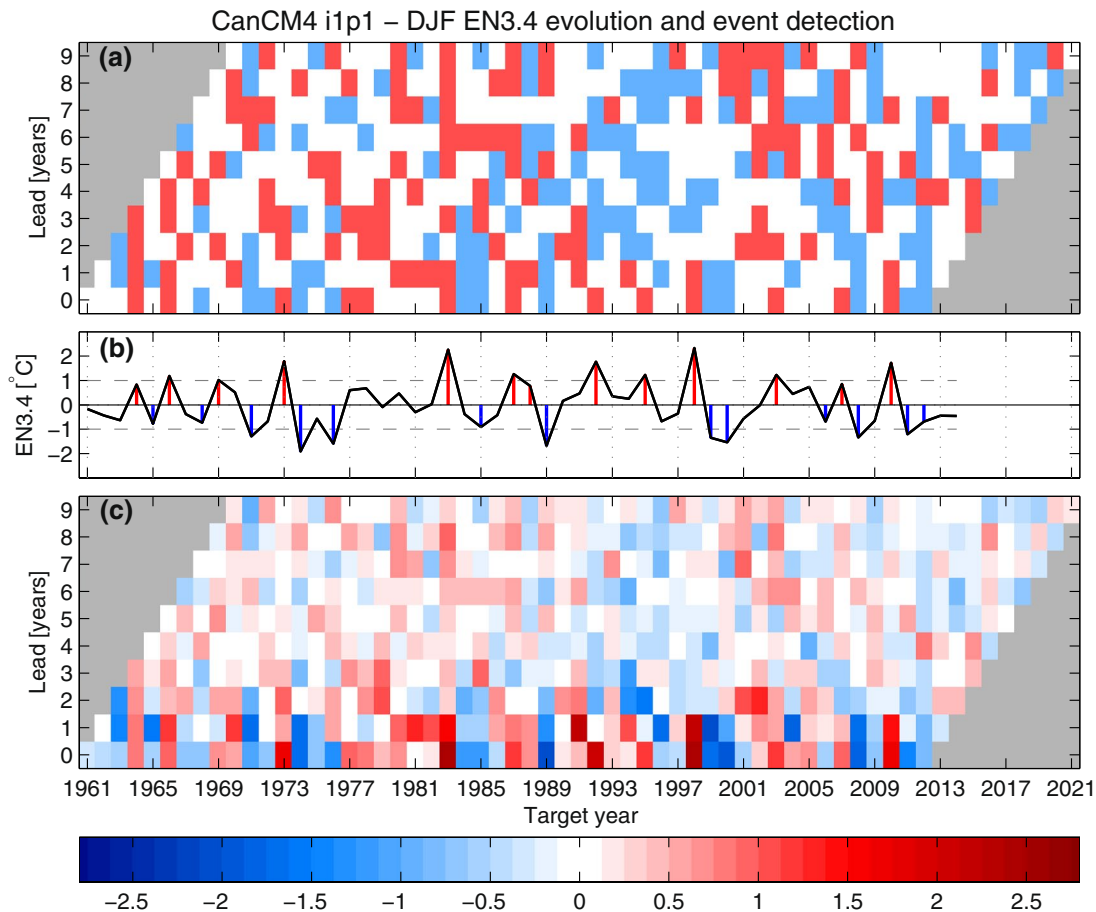 CanCM4 i1p1 − DJF EN3.4 evolution and event detection
(a)
Lead [years]
9
8
7
6
5
4
3
2
1
0
(b)
EN3.4 [°C]
2
1
0
−1
−2
(c)
Lead [years]
9
8
7
6
5
4
3
2
1
0
1961 1965 1969 1973 1977 1981 1985 1989 1993 1997 2001 2005 2009 2013 2017 2021
Target year
−2.5 −2 −1.5 −1 −0.5 0 0.5 1 1.5 2 2.5